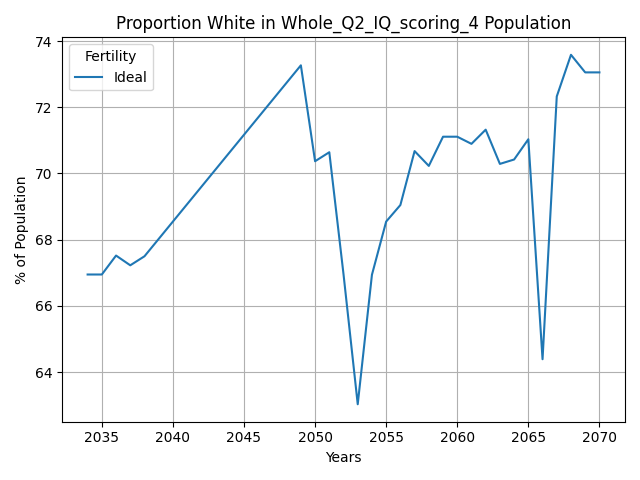 Proportion White in Whole_Q2_IQ_scoring_4 Population
Fertility
Ideal
% of Population
74
72
70
68
66
64
2035 2040 2045 2050 2055 2060 2065 2070
Years